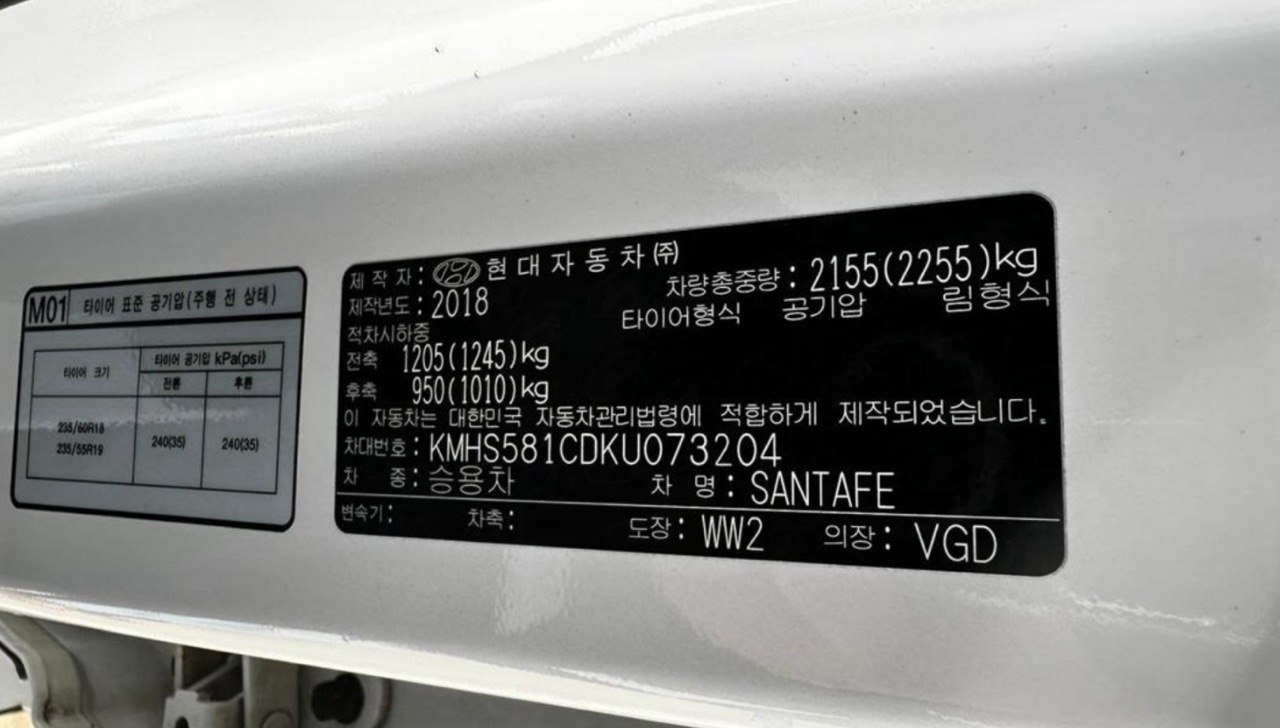 M01 타이어 표준 공기압(주행 전 상태)
타이어 크기
타이어 공기압 kPa(psi)
전륜 후륜
235/60R18
235/55R19
240(35) 240(35)
제작자: 현대자동차㈜
차량총중량: 2155(2255)kg
제작년도: 2018
타이어형식 공기압 림형식
적차시하중
전축 1205(1245)kg
후축 950(1010)kg
이 자동차는 대한민국 자동차관리법령에 적합하게 제작되었습니다.
차대번호: KMHS581CDKU073204
차 종: 승용차 차 명: SANTAFE
변속기: 차축: 도장: WW2 의장: VGD